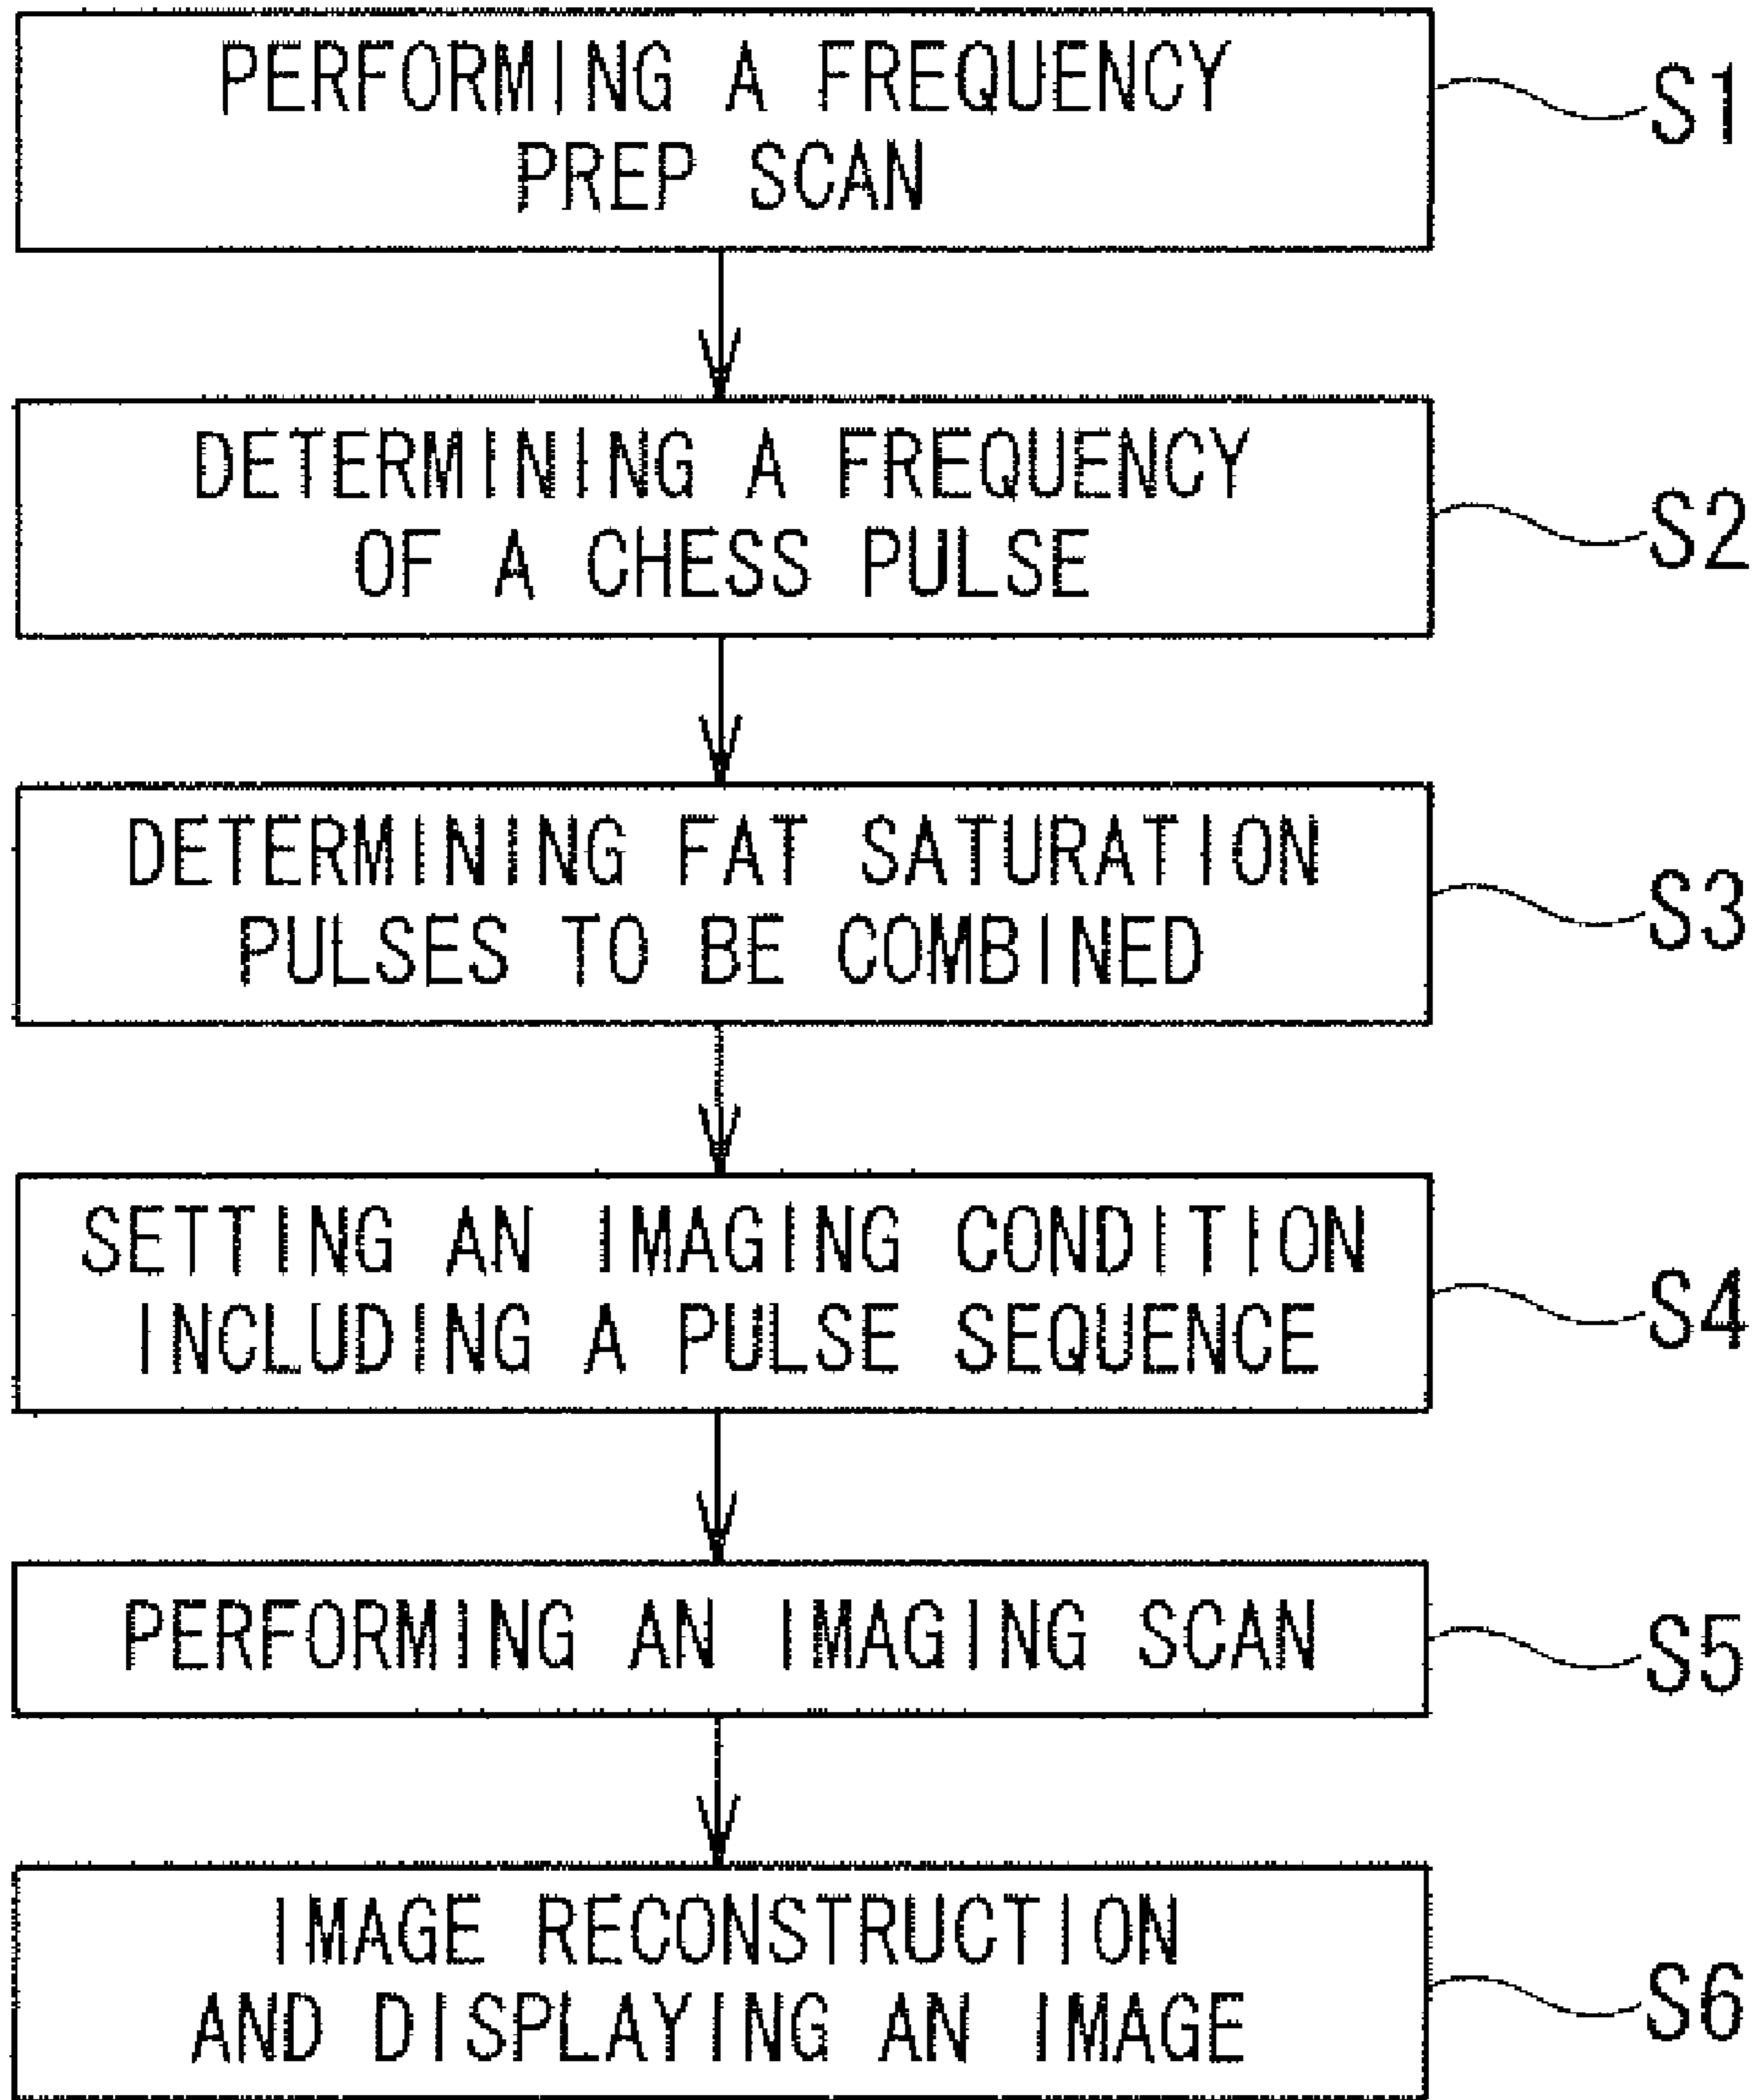 PERFORMING A FREQUENCY
PREP SCAN
S1
DETERMINING A FREQUENCY
OF A CHESS PULSE
S2
DETERMINING FAT SATURATION
PULSES TO BE COMBINED
S3
SETTING AN IMAGING CONDITION
INCLUDING A PULSE SEQUENCE
S4
PERFORMING AN IMAGING SCAN
S5
IMAGE RECONSTRUCTION
AND DISPLAYING AN IMAGE
S6